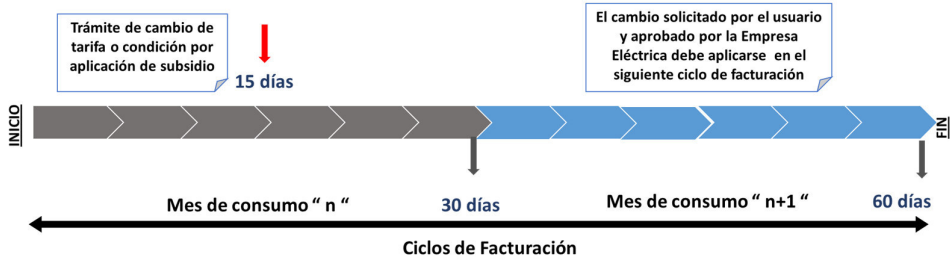 Trámite de cambio de
tarifa o condición por
aplicación de subsidio
15 días
El cambio solicitado por el usuario
y aprobado por la Empresa
Eléctrica debe aplicarse en el
siguiente ciclo de facturación
INICIO
FIN
Mes de consumo “ n “
30 días
Mes de consumo “ n+1 “
60 días
Ciclos de Facturación